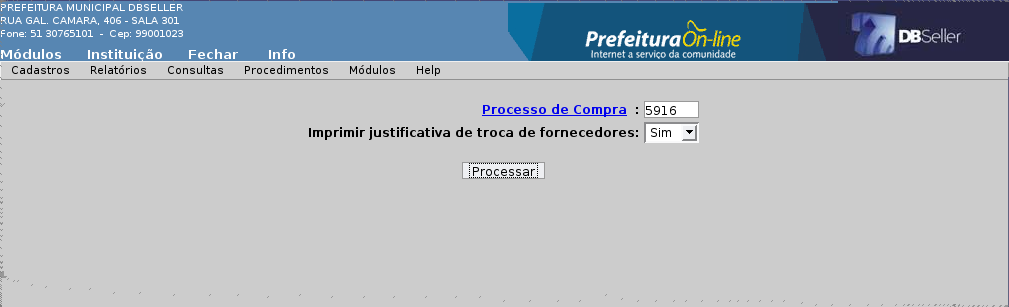 PREFEITURA MUNICIPAL DBSELLER
RUA GAL. CAMARA, 406 - SALA 301
Fone: 51 30765101 - Cep: 99001023
Módulos Instituição Fechar Info
PrefeituraOn-line
Internet a serviço da comunidade
DBSeller
Cadastros Relatórios Consultas Procedimentos Módulos Help
Processo de Compra : 5916
Imprimir justificativa de troca de fornecedores: Sim
Processar